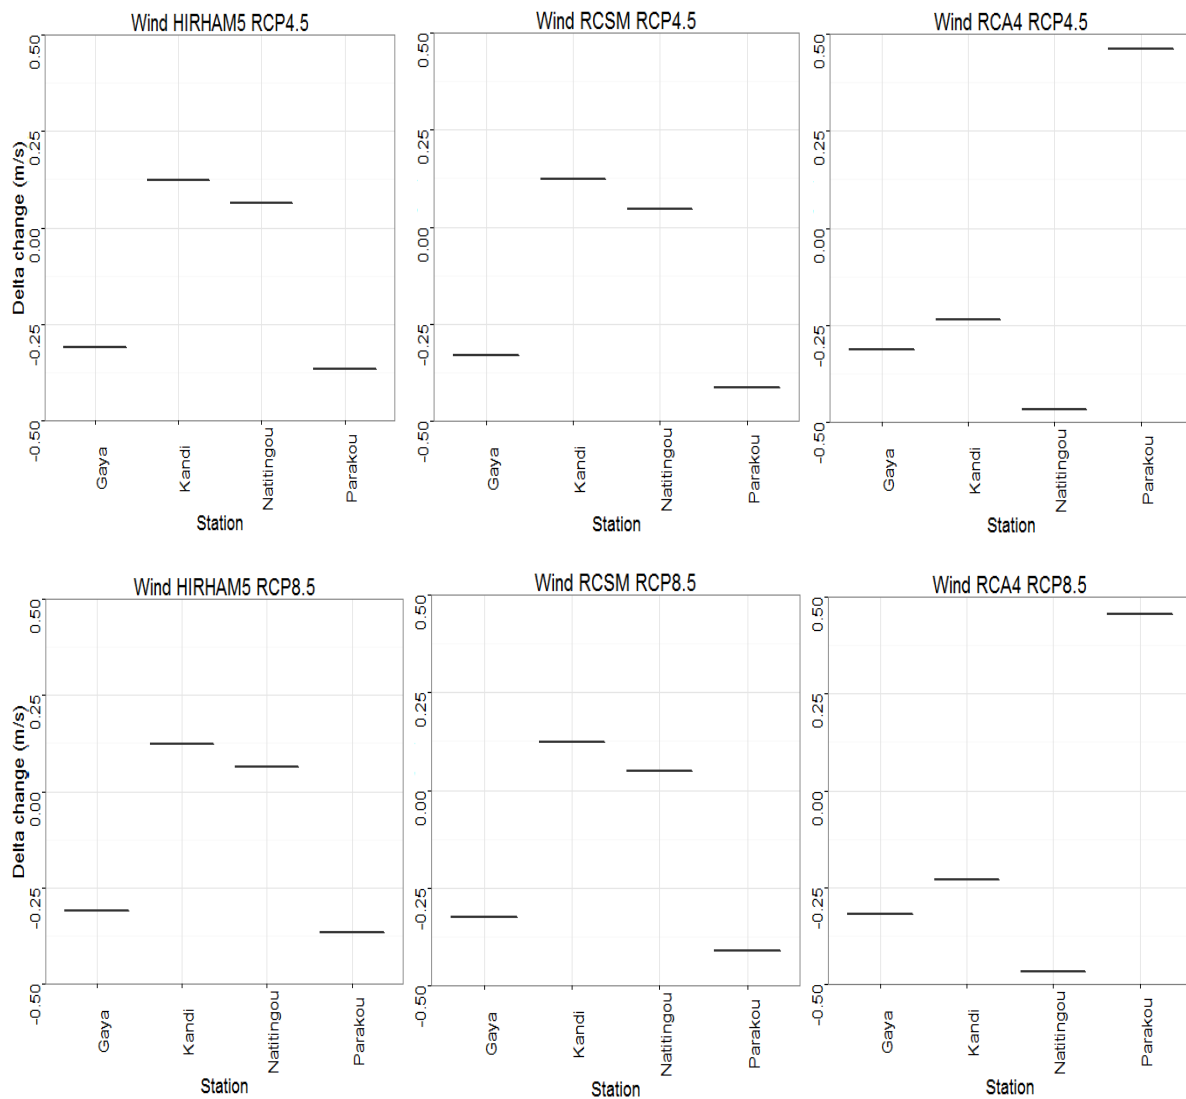 Wind HIRHAM5 RCP4.5
Delta change (m/s)
0.50
0.25
0.00
-0.25
-0.50
Gaya
Kandi
Natitingou
Parakou
Station
Wind RCSM RCP4.5
0.50
0.25
0.00
-0.25
-0.50
Gaya
Kandi
Natitingou
Parakou
Station
Wind RCA4 RCP4.5
0.50
0.25
0.00
-0.25
-0.50
Gaya
Kandi
Natitingou
Parakou
Station
Wind HIRHAM5 RCP8.5
Delta change (m/s)
0.50
0.25
0.00
-0.25
-0.50
Gaya
Kandi
Natitingou
Parakou
Station
Wind RCSM RCP8.5
0.50
0.25
0.00
-0.25
-0.50
Gaya
Kandi
Natitingou
Parakou
Station
Wind RCA4 RCP8.5
0.50
0.25
0.00
-0.25
-0.50
Gaya
Kandi
Natitingou
Parakou
Station